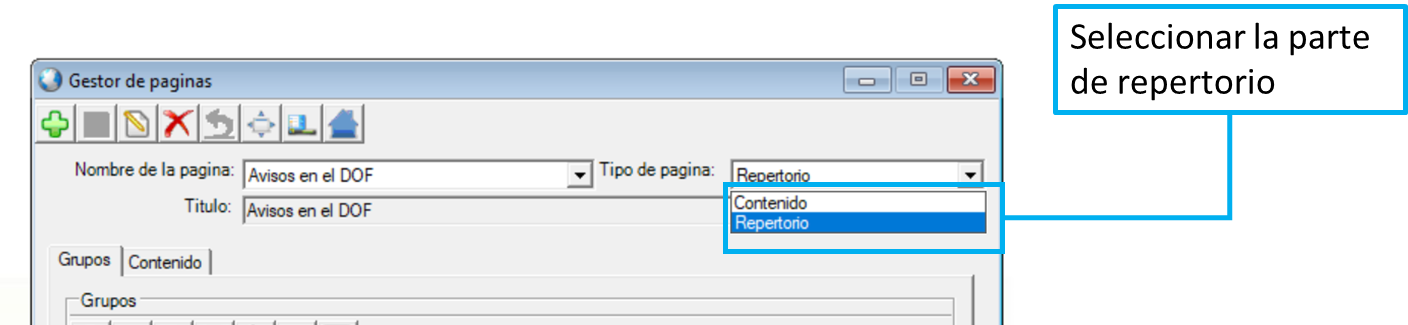 Seleccionar la parte
de repertorio
Gestor de paginas
Nombre de la pagina: Avisos en el DOF Tipo de pagina: Repertorio
Contenido
Titulo: Avisos en el DOF
Repertorio
Grupos Contenido
Grupos